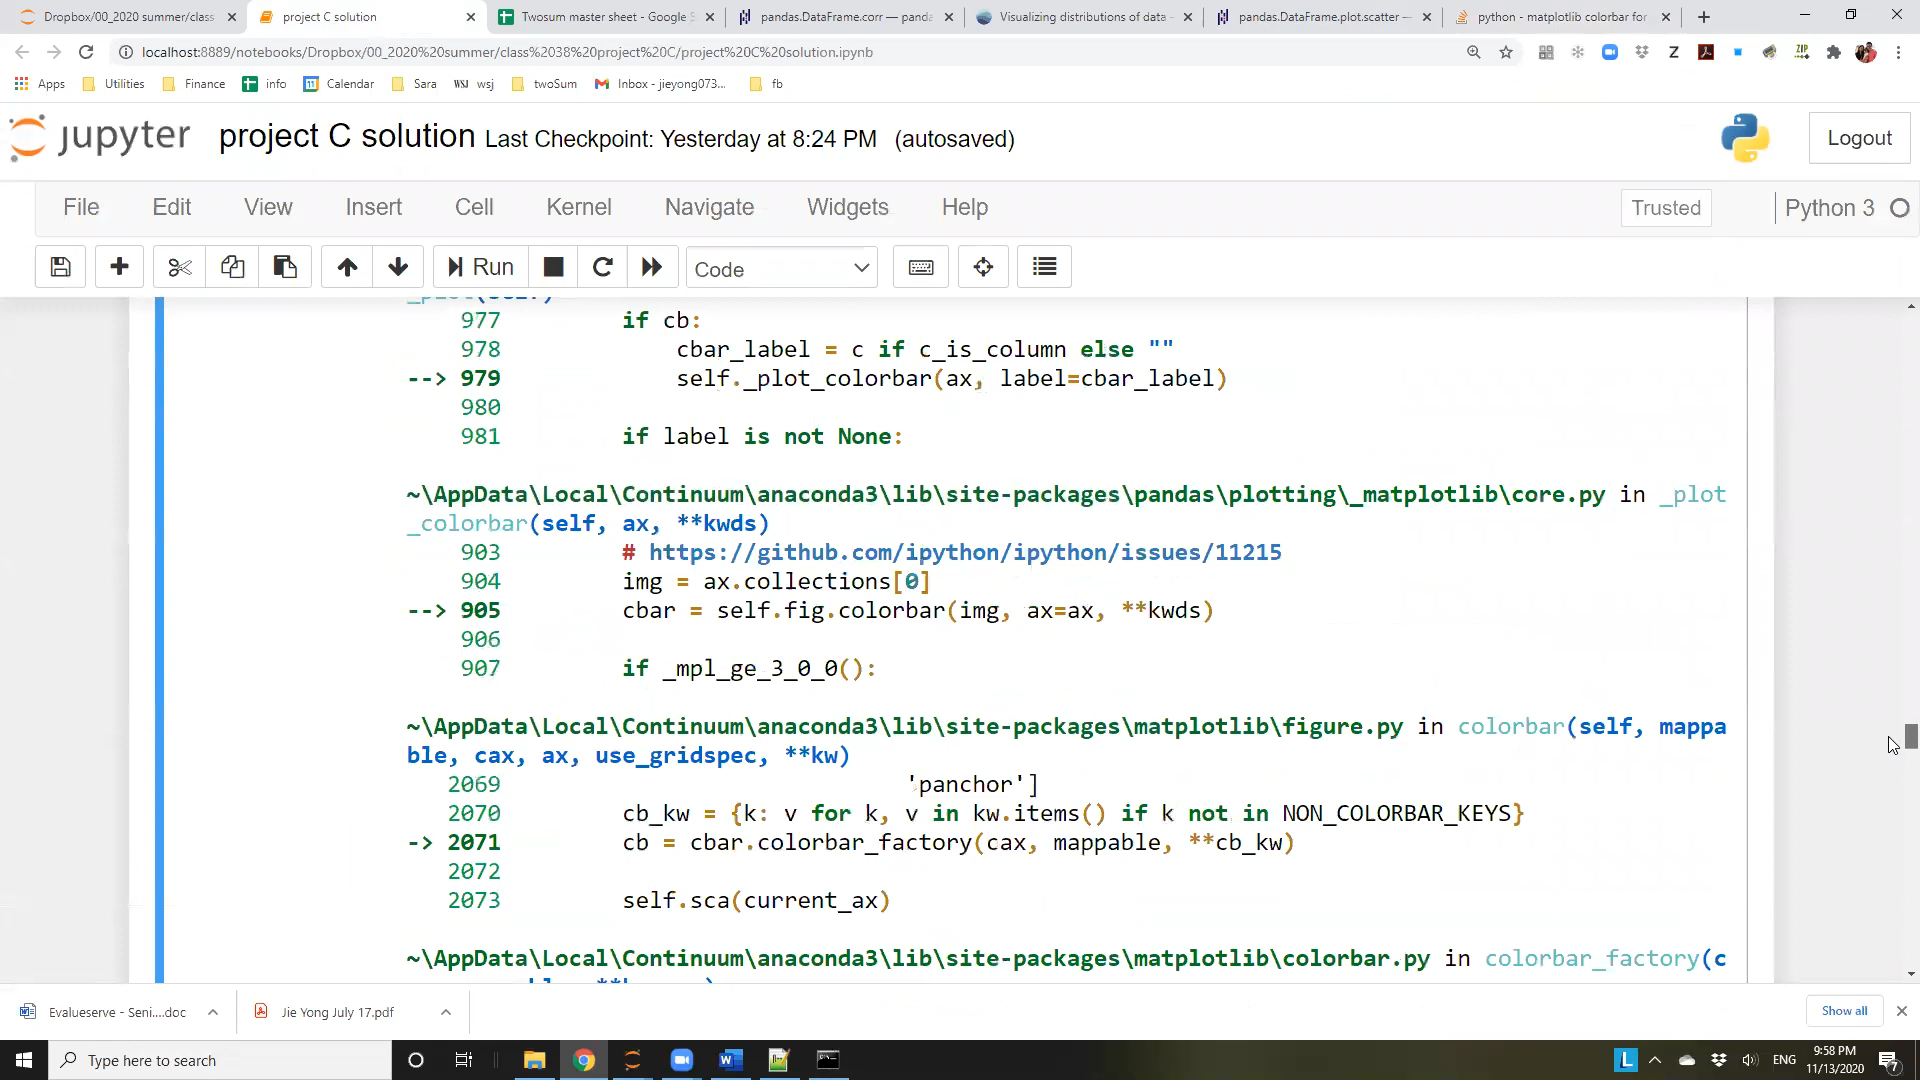 Dropbox/00_2020 summer/class
project C solution
Twosum master sheet - Google S
pandas.DataFrame.corr — panda
Visualizing distributions of data —
pandas.DataFrame.plot.scatter —
python - matplotlib colorbar for
localhost:8889/notebooks/Dropbox/00_2020%20summer/class%2038%20project%20C/project%20C%20solution.ipynb
Apps Utilities Finance info Calendar Sara WSJ wsj twoSum Inbox - jieyong073... fb
jupyter project C solution Last Checkpoint: Yesterday at 8:24 PM (autosaved)
Logout
File Edit View Insert Cell Kernel Navigate Widgets Help
Trusted Python 3
Run Code
_plot(self)
977 if cb:
978 cbar_label = c if c_is_column else ""
--> 979 self._plot_colorbar(ax, label=cbar_label)
980
981 if label is not None:
~\AppData\Local\Continuum\anaconda3\lib\site-packages\pandas\plotting\_matplotlib\core.py in _plot
_colorbar(self, ax, **kwds)
903 # https://github.com/ipython/ipython/issues/11215
904 img = ax.collections[0]
--> 905 cbar = self.fig.colorbar(img, ax=ax, **kwds)
906
907 if _mpl_ge_3_0_0():
~\AppData\Local\Continuum\anaconda3\lib\site-packages\matplotlib\figure.py in colorbar(self, mappa
ble, cax, ax, use_gridspec, **kw)
2069 'panchor']
2070 cb_kw = {k: v for k, v in kw.items() if k not in NON_COLORBAR_KEYS}
-> 2071 cb = cbar.colorbar_factory(cax, mappable, **cb_kw)
2072
2073 self.sca(current_ax)
~\AppData\Local\Continuum\anaconda3\lib\site-packages\matplotlib\colorbar.py in colorbar_factory(c
Evalueserve - Seni....doc
Jie Yong July 17.pdf
Show all
Type here to search
ENG
9:58 PM
11/13/2020
7